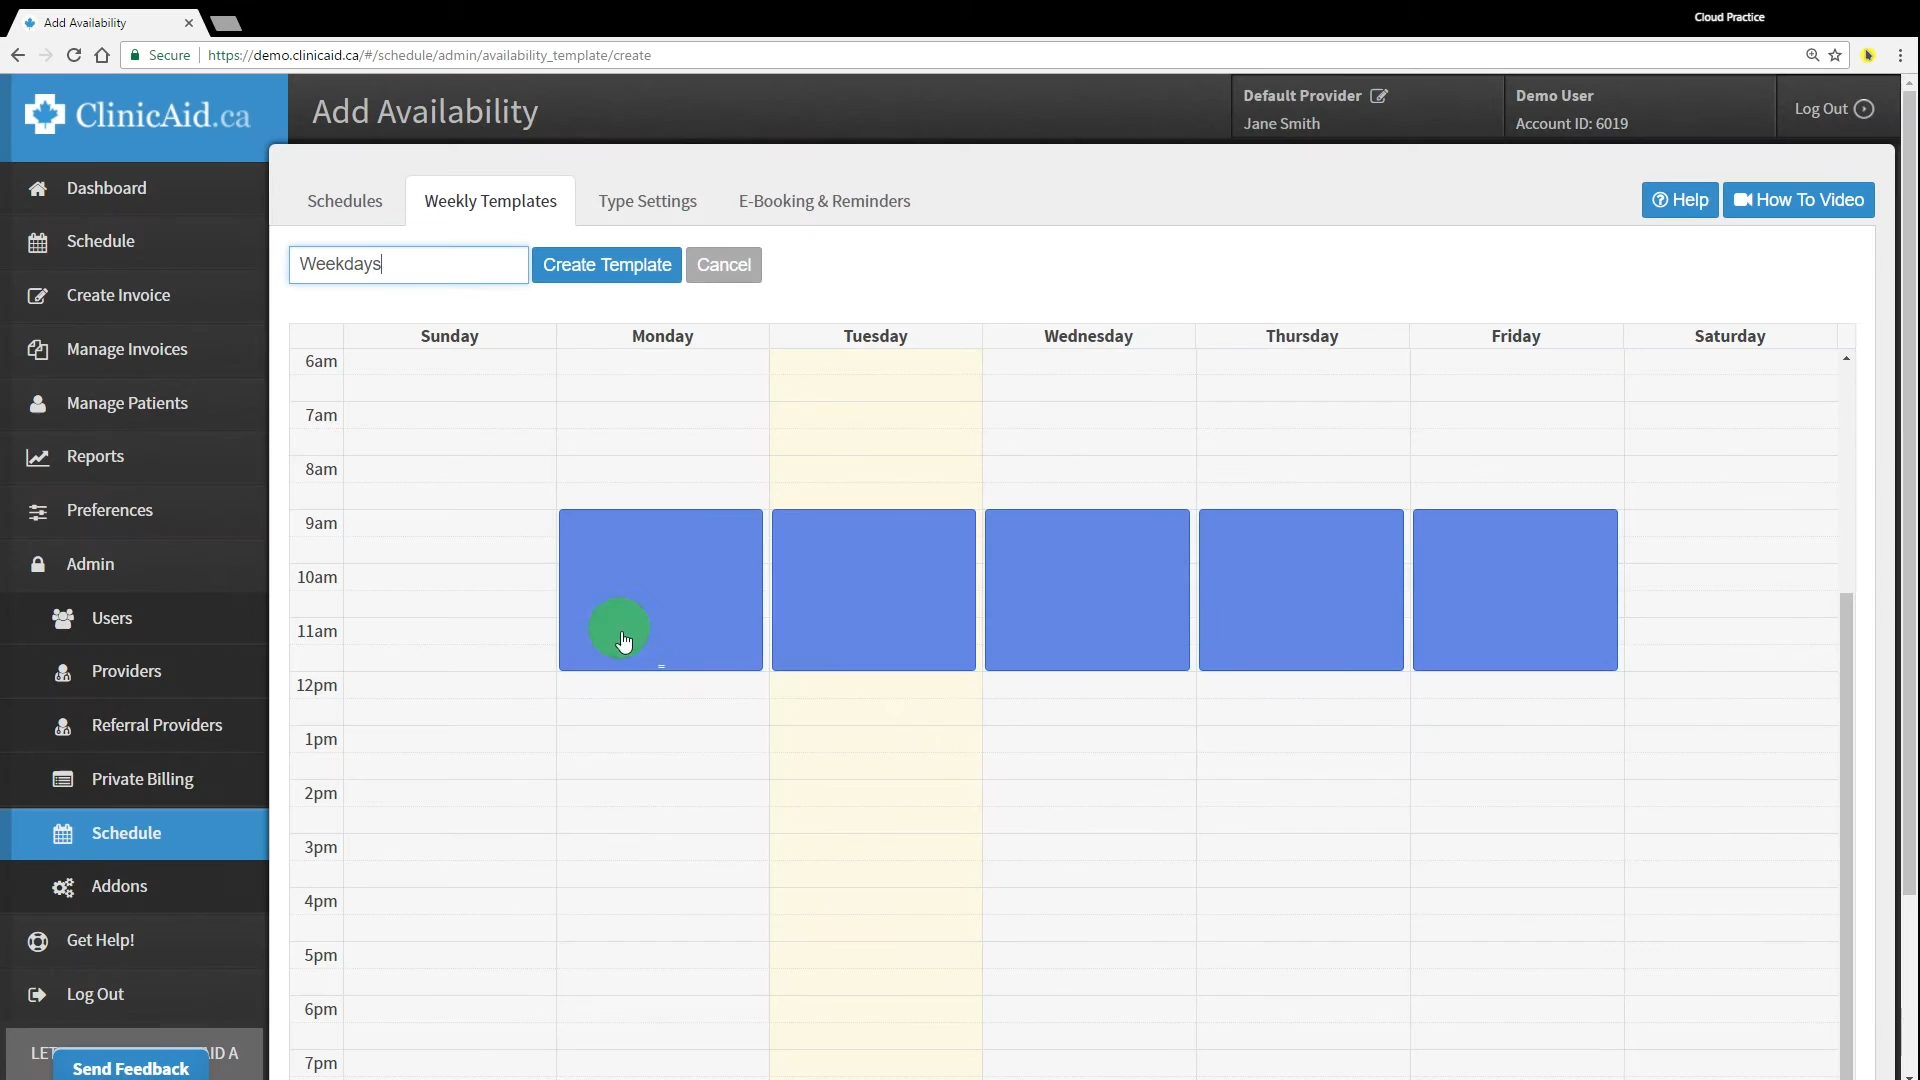 Cloud Practice
Add Availability
Secure https://demo.clinicaid.ca/#/schedule/admin/availability_template/create
ClinicAid.ca
Add Availability
Default Provider
Jane Smith
Demo User
Account ID: 6019
Log Out
Dashboard
Schedule
Create Invoice
Manage Invoices
Manage Patients
Reports
Preferences
Admin
Users
Providers
Referral Providers
Private Billing
Schedule
Addons
Get Help!
Log Out
Send Feedback
Schedules
Weekly Templates
Type Settings
E-Booking & Reminders
Help
How To Video
Weekdays
Create Template
Cancel
Sunday Monday Tuesday Wednesday Thursday Friday Saturday
6am
7am
8am
9am
10am
11am
12pm
1pm
2pm
3pm
4pm
5pm
6pm
7pm